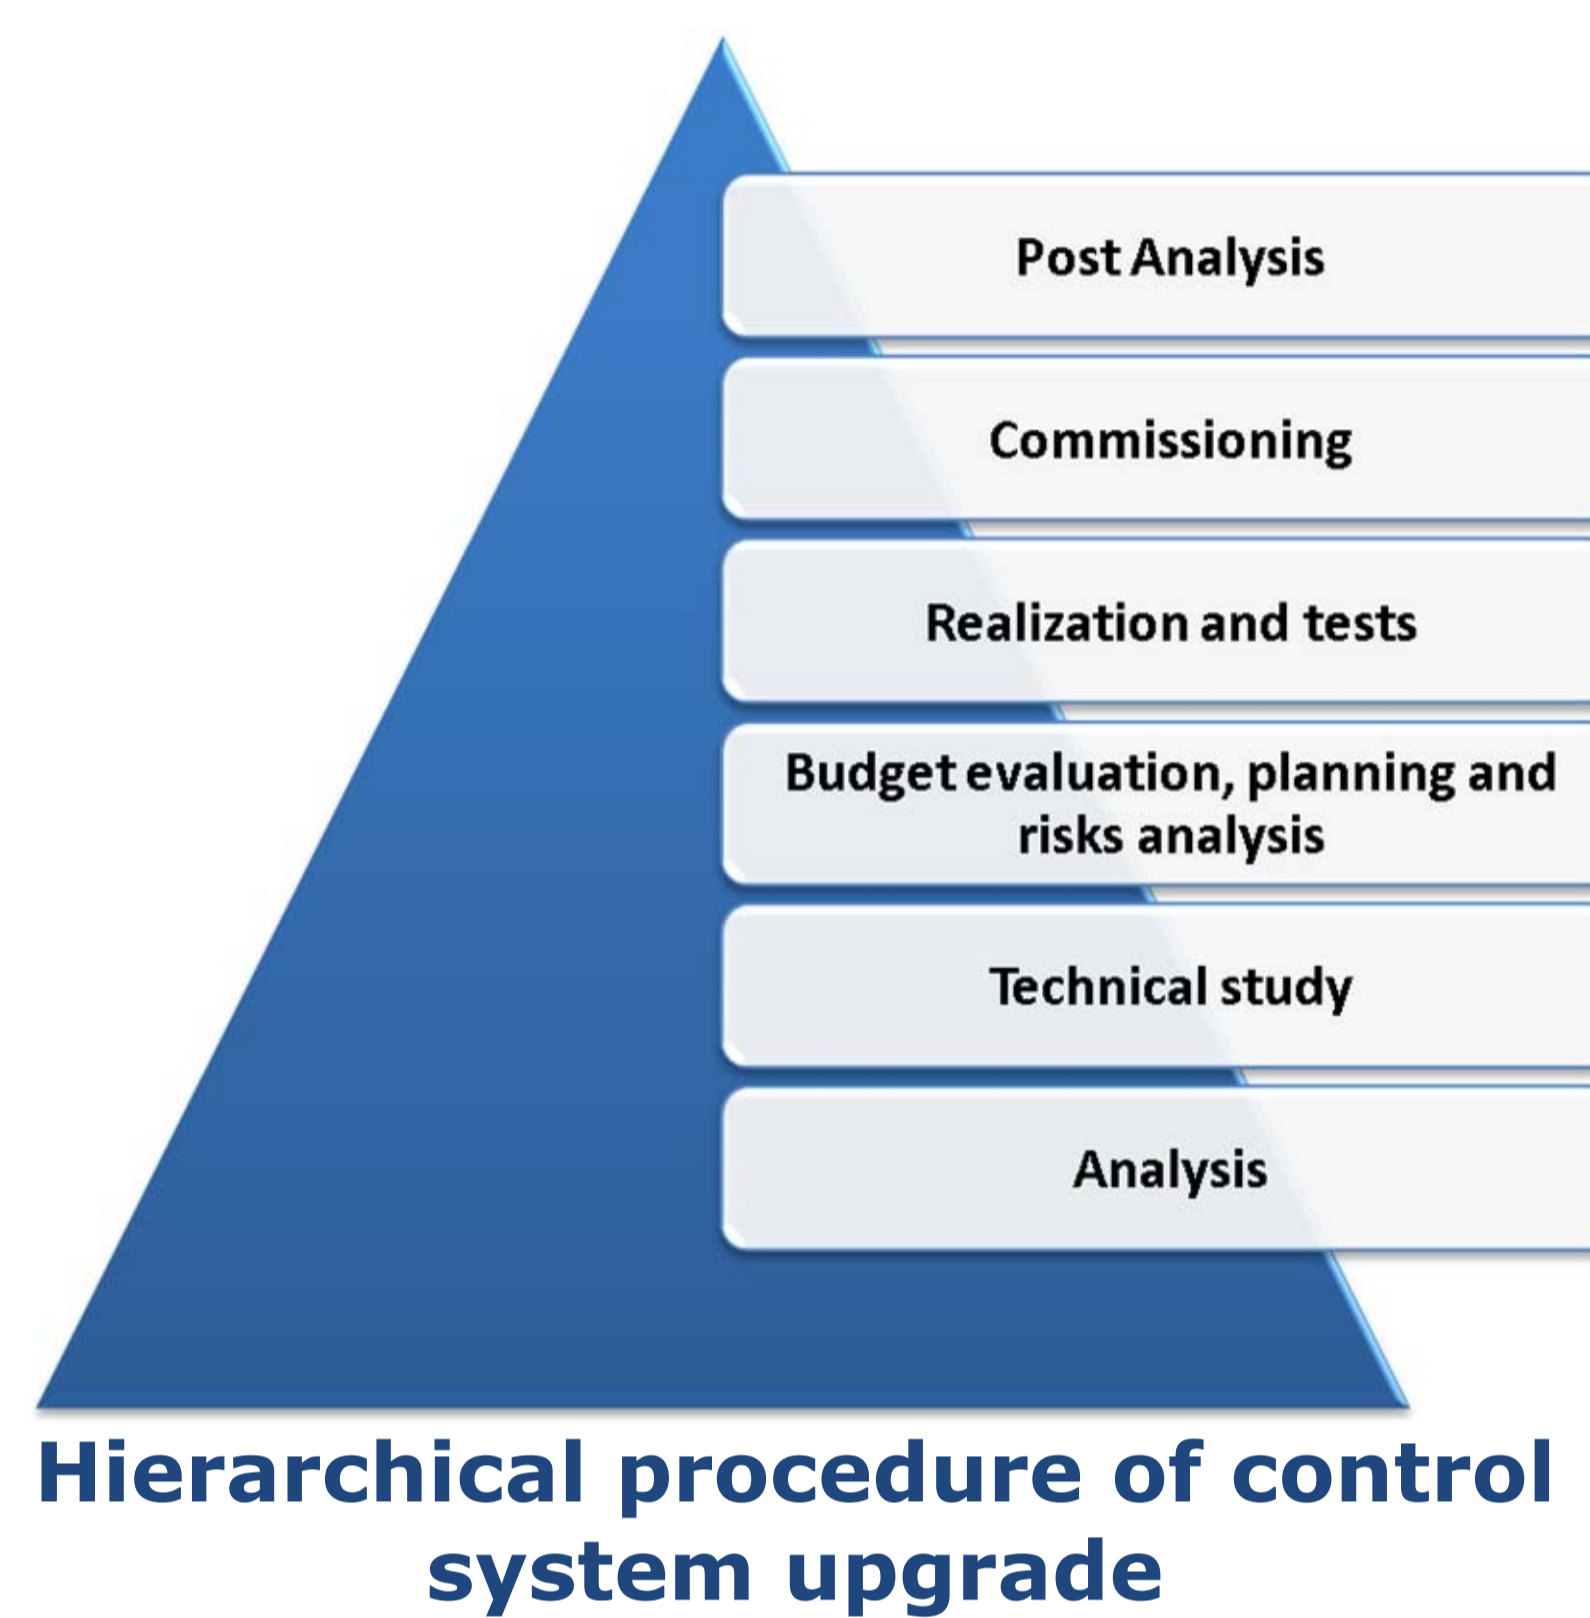 Post Analysis
Commissioning
Realization and tests
Budget evaluation, planning and
risks analysis
Technical study
Analysis
Hierarchical procedure of control
system upgrade